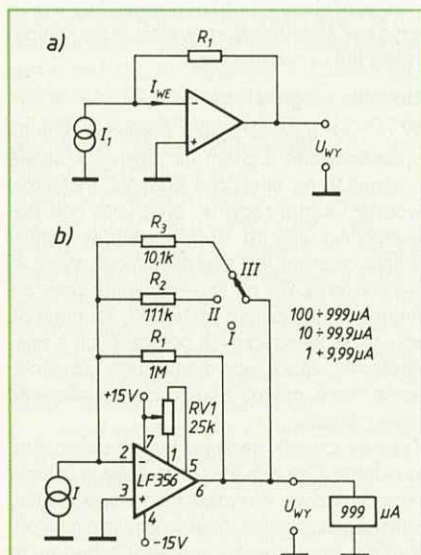 a)
R1
IWE
I1
UWY
b)
R3
10,1k
III
R2
111k
II
I
100÷999µA
10÷99,9µA
1÷9,99µA
R1
1M
+15V
RV1
25k
7
1
2
5
LF356
6
3
4
I
-15V
UWY
999
µA